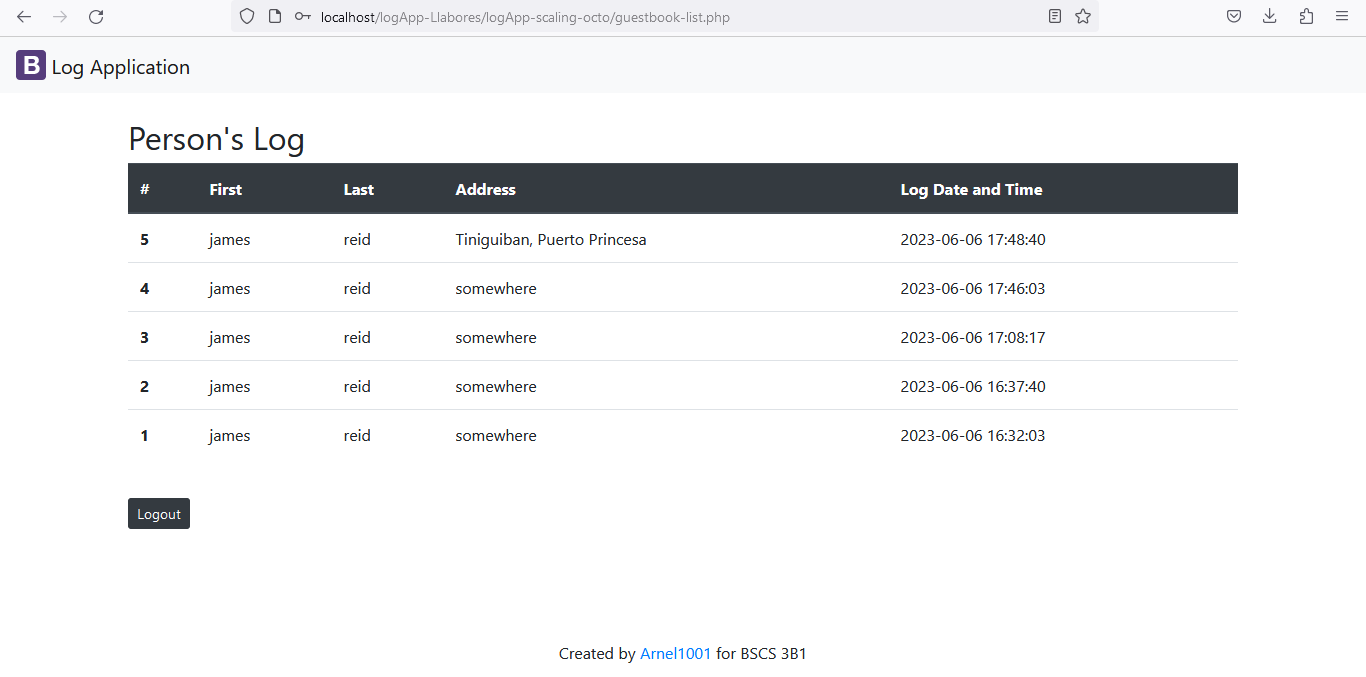 localhost/logApp-Llabores/logApp-scaling-octo/guestbook-list.php
B Log Application
Person's Log
# First Last Address Log Date and Time
5 james reid Tiniguiban, Puerto Princesa 2023-06-06 17:48:40
4 james reid somewhere 2023-06-06 17:46:03
3 james reid somewhere 2023-06-06 17:08:17
2 james reid somewhere 2023-06-06 16:37:40
1 james reid somewhere 2023-06-06 16:32:03
Logout
Created by Arnel1001 for BSCS 3B1